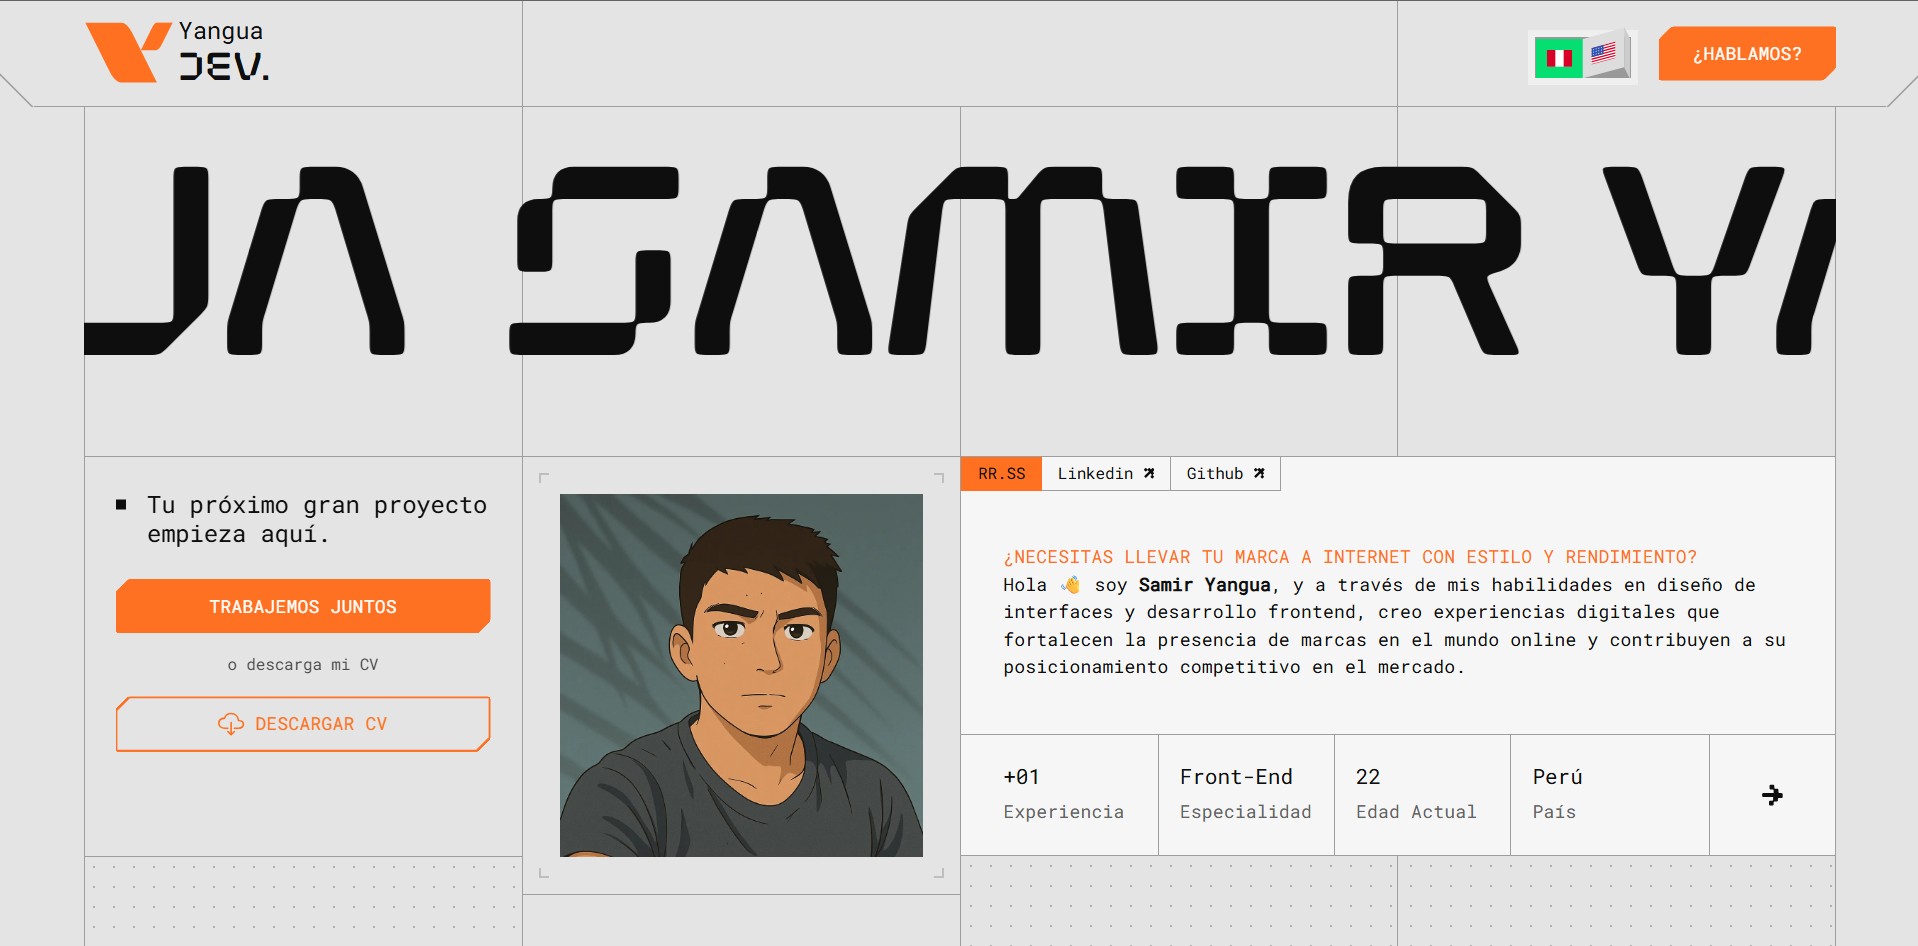 Yangua
DEV.
¿HABLAMOS?
UA SAMIR YA
RR.SS
Linkedin
Github
Tu próximo gran proyecto
empieza aquí.
TRABAJEMOS JUNTOS
o descarga mi CV
DESCARGAR CV
¿NECESITAS LLEVAR TU MARCA A INTERNET CON ESTILO Y RENDIMIENTO?
Hola 👋 soy Samir Yangua, y a través de mis habilidades en diseño de
interfaces y desarrollo frontend, creo experiencias digitales que
fortalecen la presencia de marcas en el mundo online y contribuyen a su
posicionamiento competitivo en el mercado.
+01
Experiencia
Front-End
Especialidad
22
Edad Actual
Perú
País